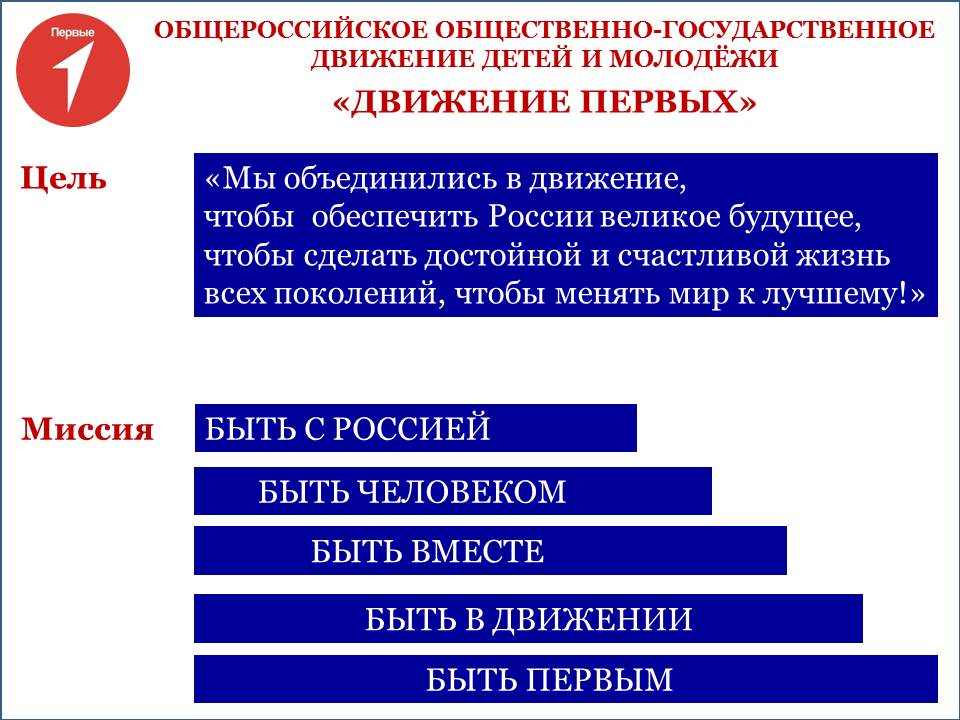 Первые
ОБЩЕРОССИЙСКОЕ ОБЩЕСТВЕННО-ГОСУДАРСТВЕННОЕ
ДВИЖЕНИЕ ДЕТЕЙ И МОЛОДЁЖИ
«ДВИЖЕНИЕ ПЕРВЫХ»
Цель
«Мы объединились в движение,
чтобы обеспечить России великое будущее,
чтобы сделать достойной и счастливой жизнь
всех поколений, чтобы менять мир к лучшему!»
Миссия
БЫТЬ С РОССИЕЙ
БЫТЬ ЧЕЛОВЕКОМ
БЫТЬ ВМЕСТЕ
БЫТЬ В ДВИЖЕНИИ
БЫТЬ ПЕРВЫМ